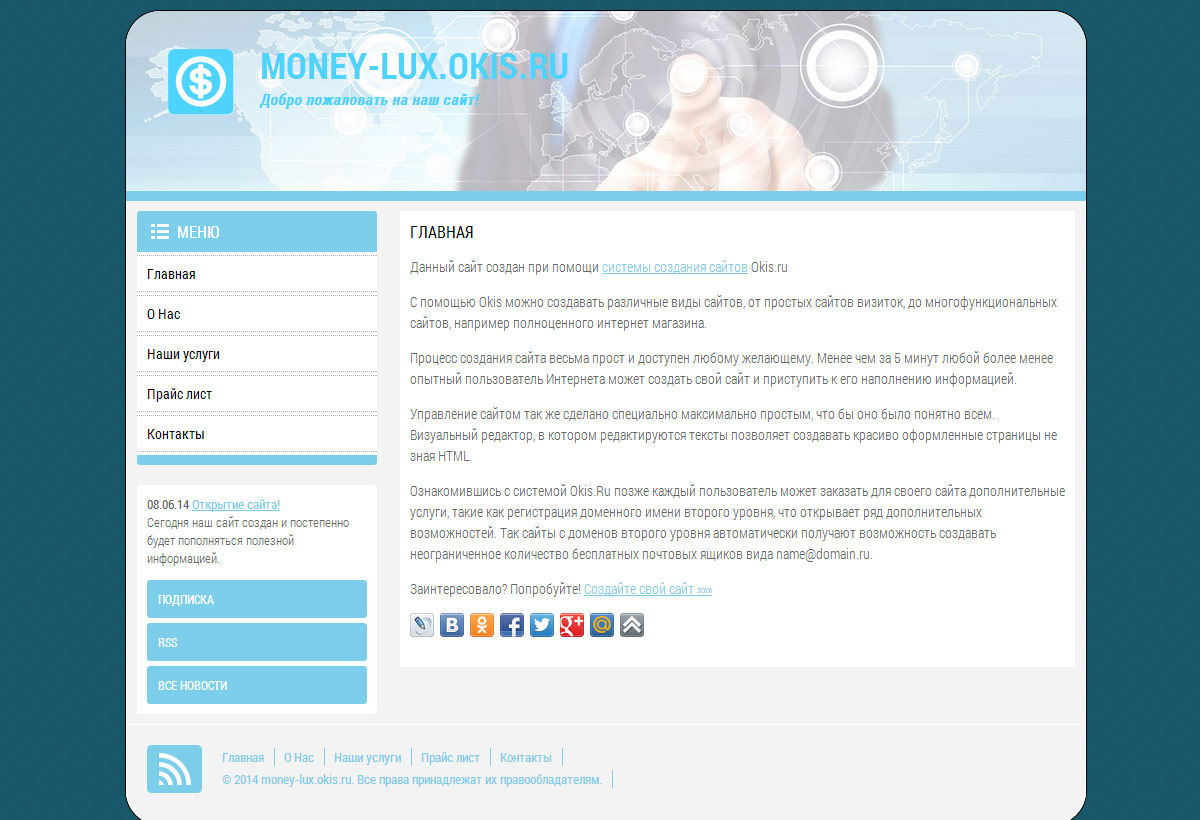 MONEY-LUX.OKIS.RU
Добро пожаловать на наш сайт!
МЕНЮ
Главная
О Нас
Наши услуги
Прайс лист
Контакты
08.06.14 Открытие сайта!
Сегодня наш сайт создан и постепенно
будет пополняться полезной
информацией.
ПОДПИСКА
RSS
ВСЕ НОВОСТИ
ГЛАВНАЯ
Данный сайт создан при помощи системы создания сайтов Okis.ru
С помощью Okis можно создавать различные виды сайтов, от простых сайтов визиток, до многофункциональных
сайтов, например полноценного интернет магазина.
Процесс создания сайта весьма прост и доступен любому желающему. Менее чем за 5 минут любой более менее
опытный пользователь Интернета может создать свой сайт и приступить к его наполнению информацией.
Управление сайтом так же сделано специально максимально простым, что бы оно было понятно всем.
Визуальный редактор, в котором редактируются тексты позволяет создавать красиво оформленные страницы не
зная HTML.
Ознакомившись с системой Okis.Ru позже каждый пользователь может заказать для своего сайта дополнительные
услуги, такие как регистрация доменного имени второго уровня, что открывает ряд дополнительных
возможностей. Так сайты с доменов второго уровня автоматически получают возможность создавать
неограниченное количество бесплатных почтовых ящиков вида name@domain.ru.
Заинтересовало? Попробуйте! Создайте свой сайт »»»
Главная О Нас Наши услуги Прайс лист Контакты
© 2014 money-lux.okis.ru. Все права принадлежат их правообладателям.